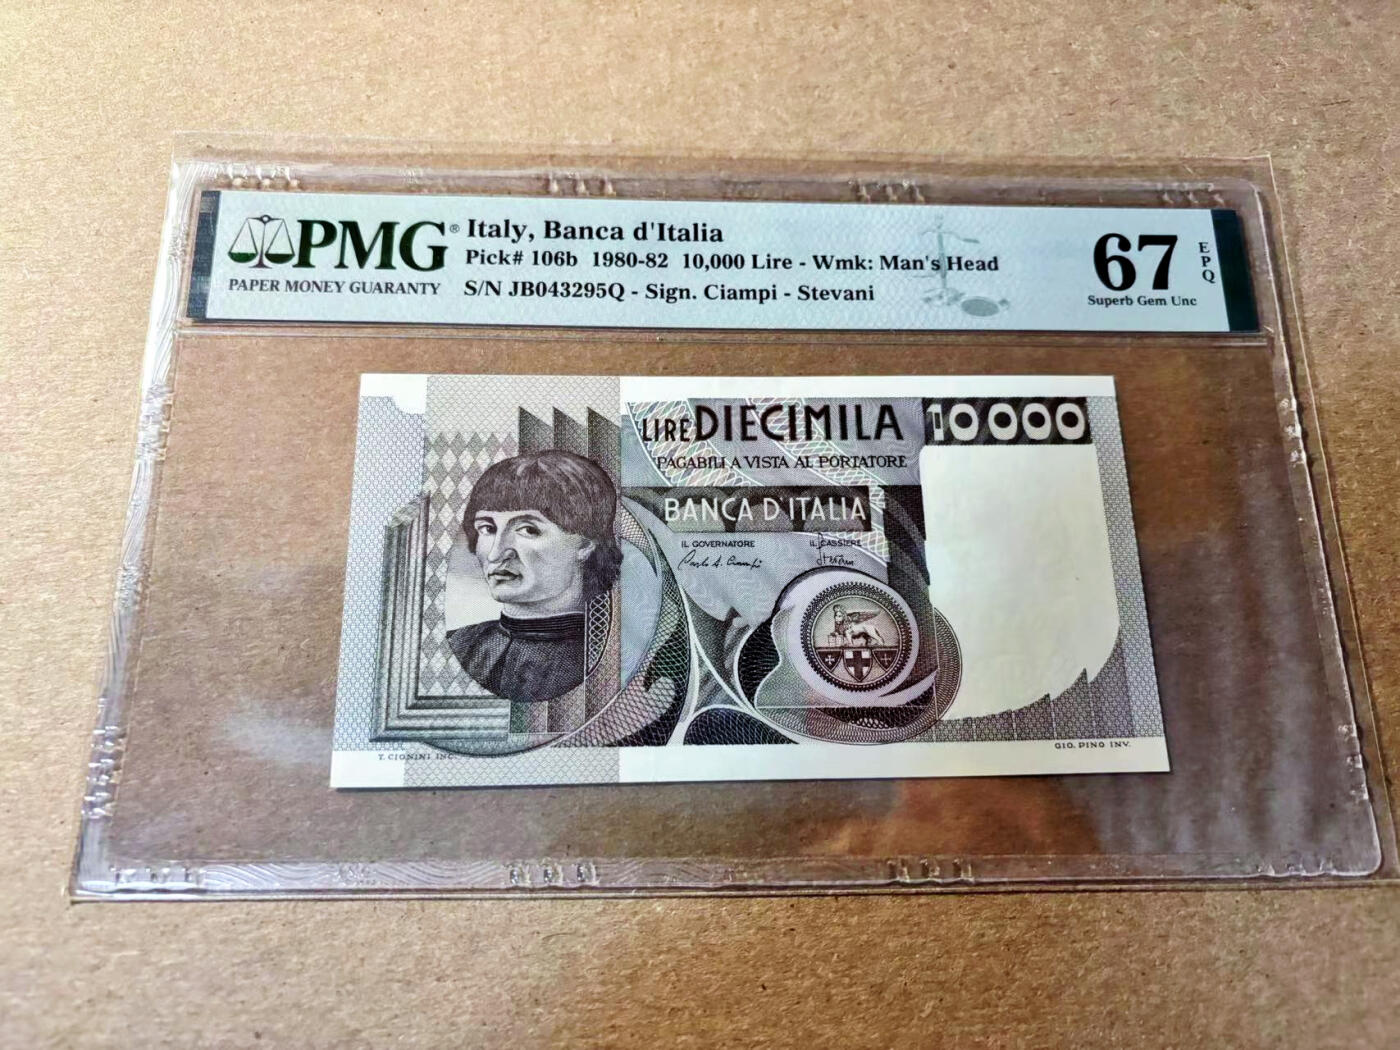 PMG®
PAPER MONEY GUARANTY
Italy, Banca d'Italia
Pick# 106b 1980-82 10,000 Lire - Wmk: Man's Head
S/N JB043295Q - Sign. Ciampi - Stevani
67
Superb Gem Unc
EPQ
LIRE DIECIMILA
10000
PAGABILI A VISTA AL PORTATORE
BANCA D'ITALIA
IL GOVERNATORE
IL CASSIERE
T. CIONINI INC.
GIO. PINO INV.